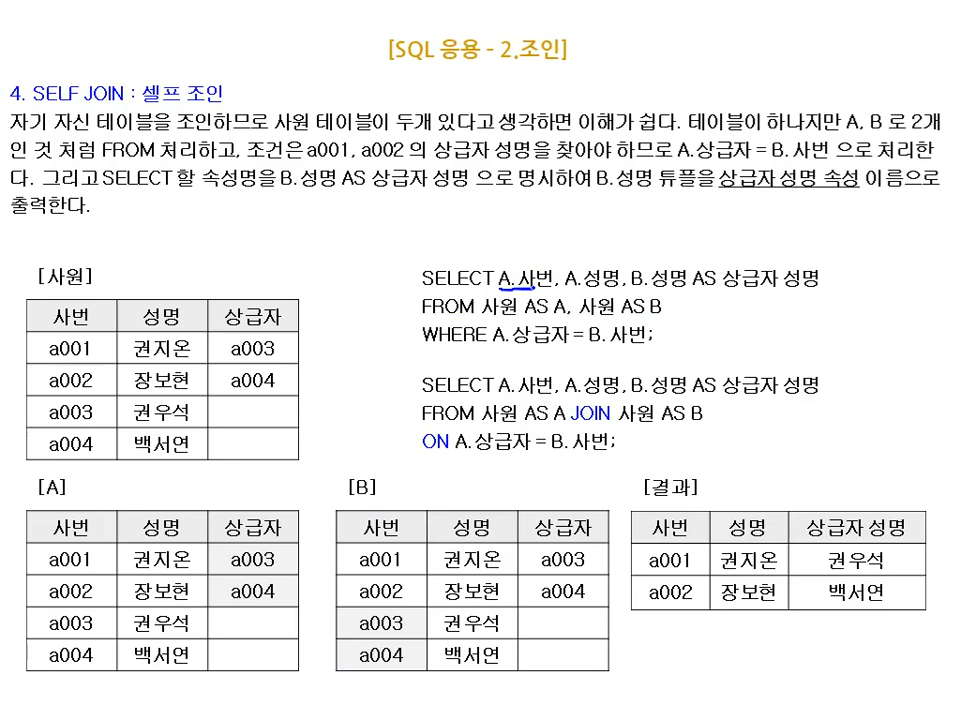 [SQL 응용 - 2.조인]
4. SELF JOIN : 셀프 조인
자기 자신 테이블을 조인하므로 사원 테이블이 두개 있다고 생각하면 이해가 쉽다. 테이블이 하나지만 A, B 로 2개
인 것 처럼 FROM 처리하고, 조건은 a001, a002 의 상급자 성명을 찾아야 하므로 A.상급자 = B. 사번 으로 처리한
다. 그리고 SELECT 할 속성명을 B.성명 AS 상급자 성명 으로 명시하여 B.성명 튜플을 상급자 성명 속성 이름으로
출력한다.
[사원]
사번 성명 상급자
a001 권지온 a003
a002 장보현 a004
a003 권우석
a004 백서연
SELECT A.사번, A.성명, B.성명 AS 상급자 성명
FROM 사원 AS A, 사원 AS B
WHERE A.상급자 = B. 사번;
SELECT A.사번, A.성명, B.성명 AS 상급자 성명
FROM 사원 AS A JOIN 사원 AS B
ON A.상급자 = B. 사번;
[A]
사번 성명 상급자
a001 권지온 a003
a002 장보현 a004
a003 권우석
a004 백서연
[B]
사번 성명 상급자
a001 권지온 a003
a002 장보현 a004
a003 권우석
a004 백서연
[결과]
사번 성명 상급자 성명
a001 권지온 권우석
a002 장보현 백서연